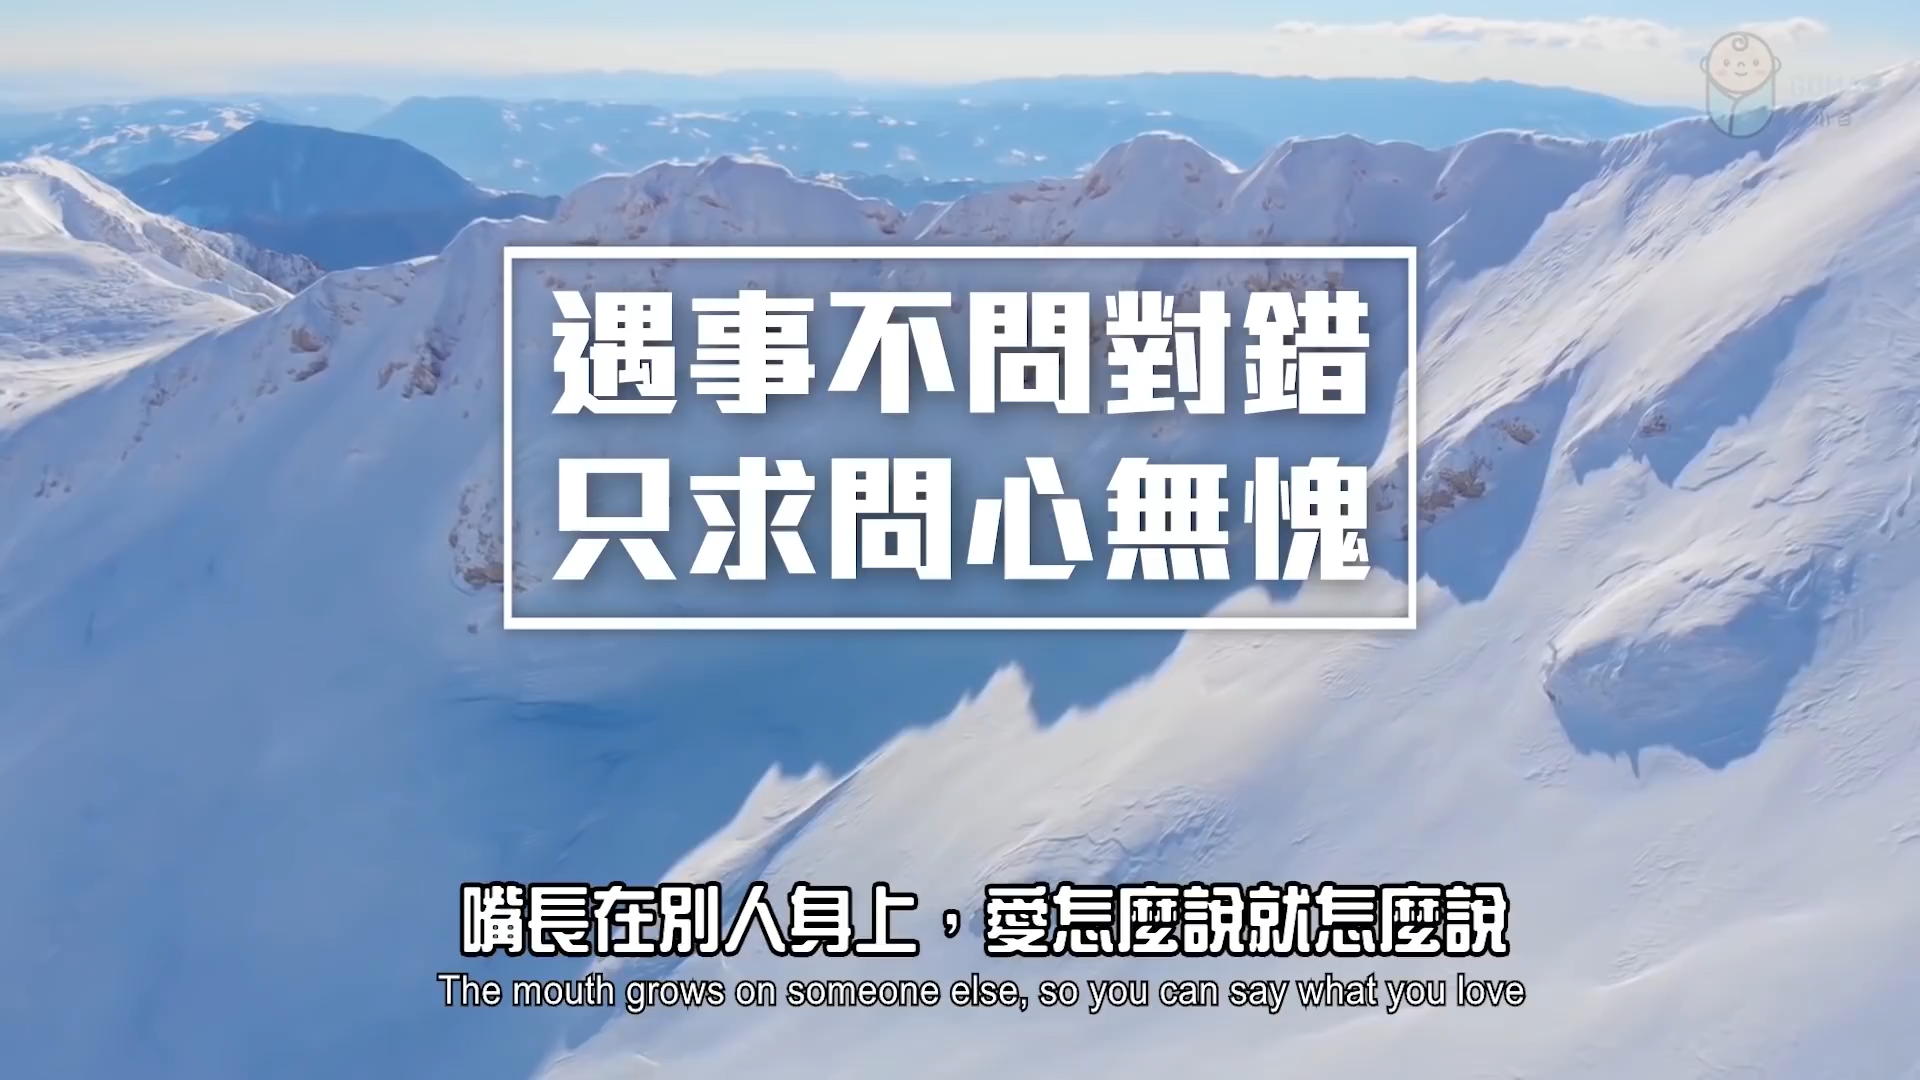 遇事不問對錯
只求問心無愧
嘴長在別人身上，愛怎麼說就怎麼說
The mouth grows on someone else, so you can say what you love